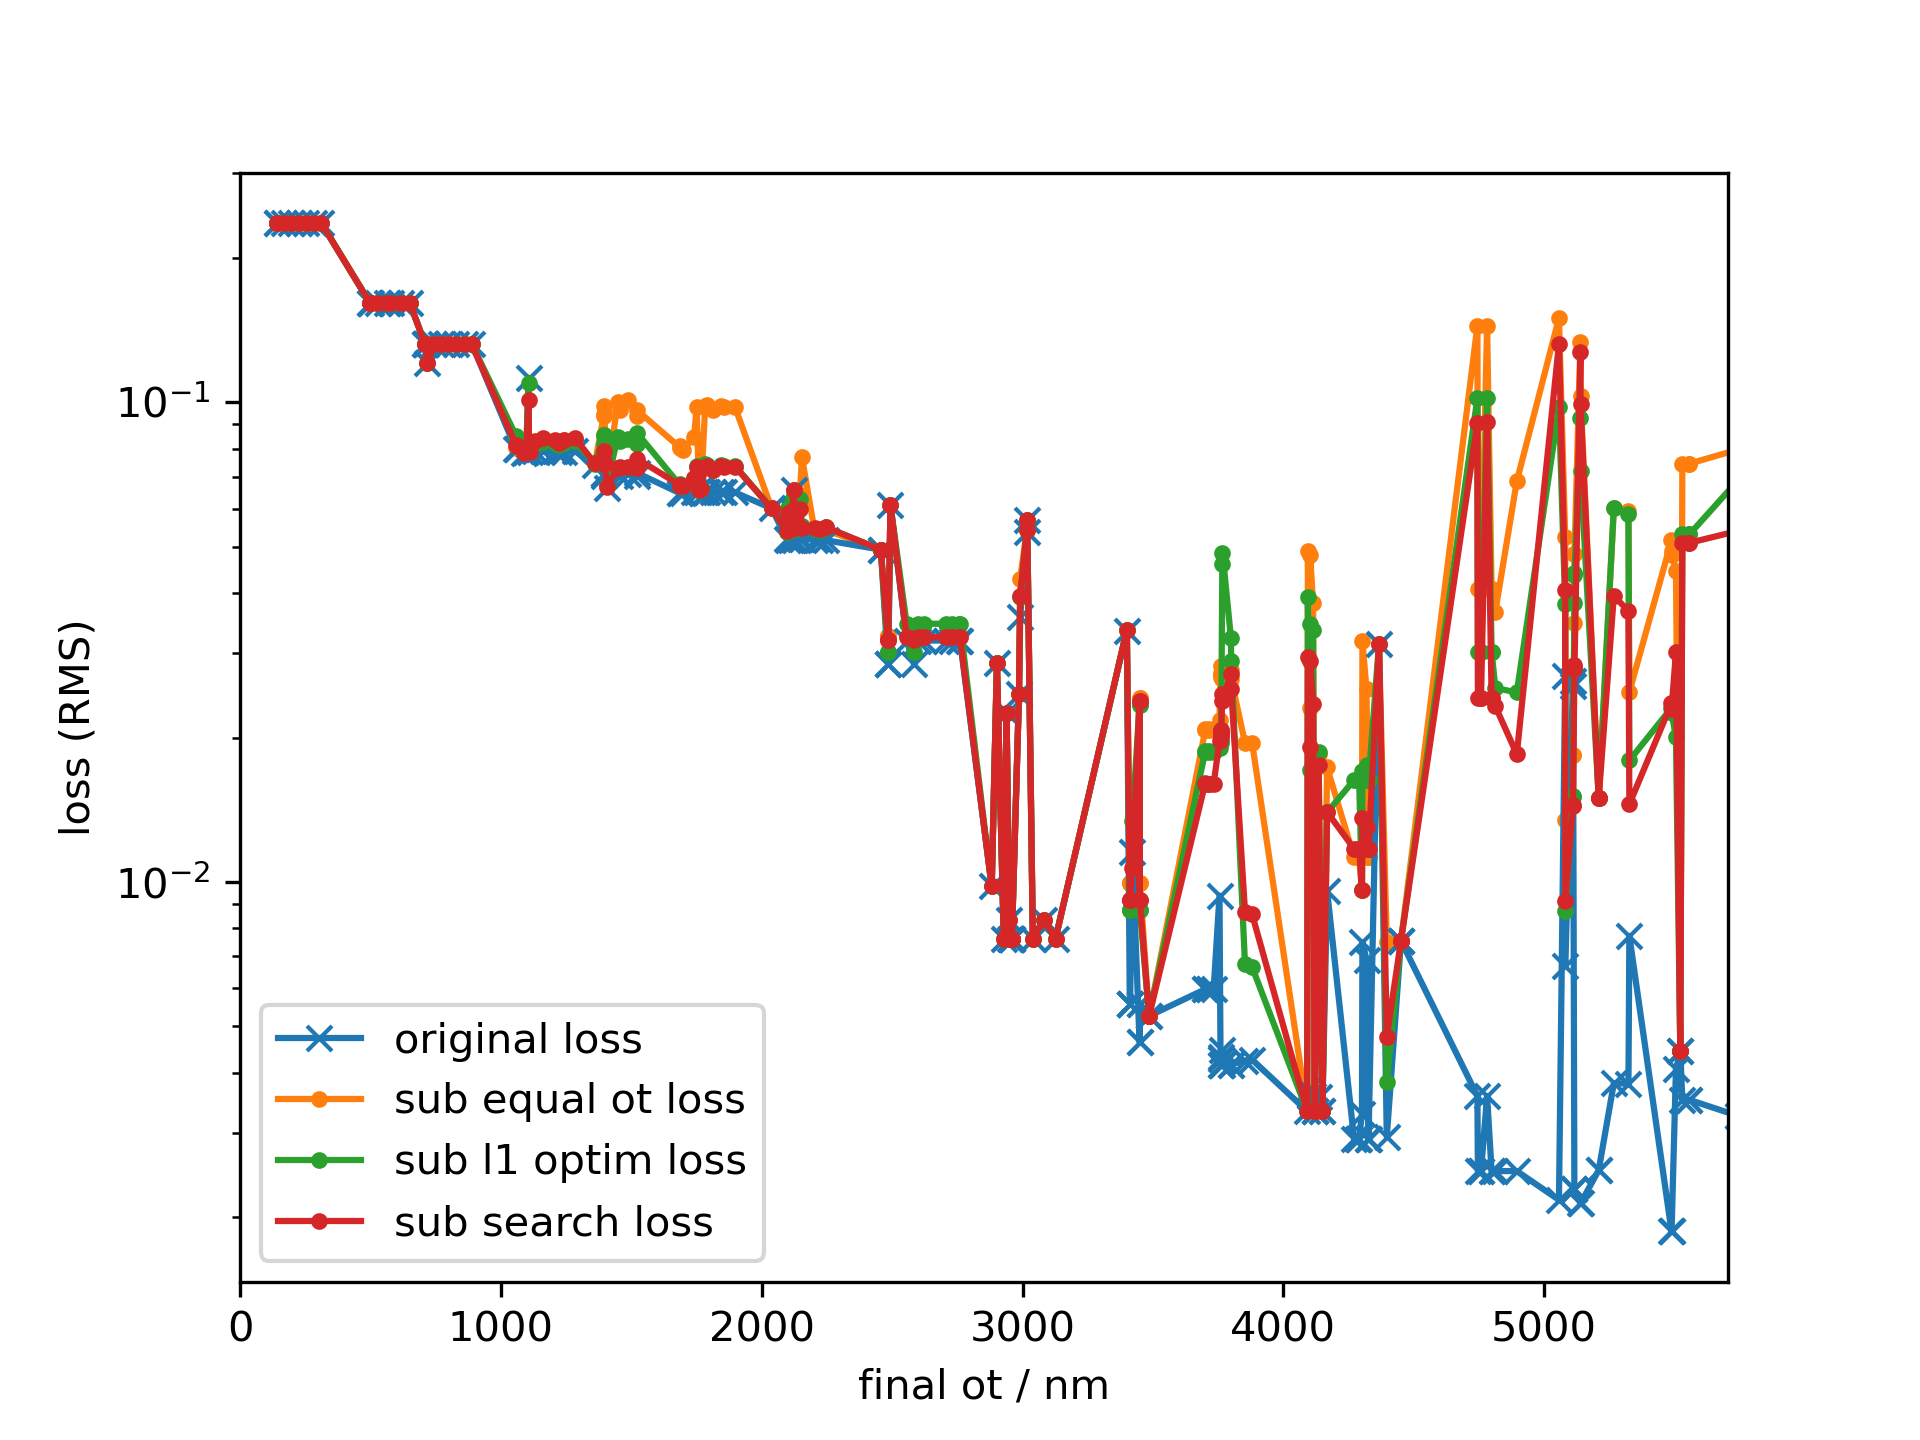 10⁻¹
10⁻²
loss (RMS)
original loss
sub equal ot loss
sub l1 optim loss
sub search loss
0 1000 2000 3000 4000 5000
final ot / nm